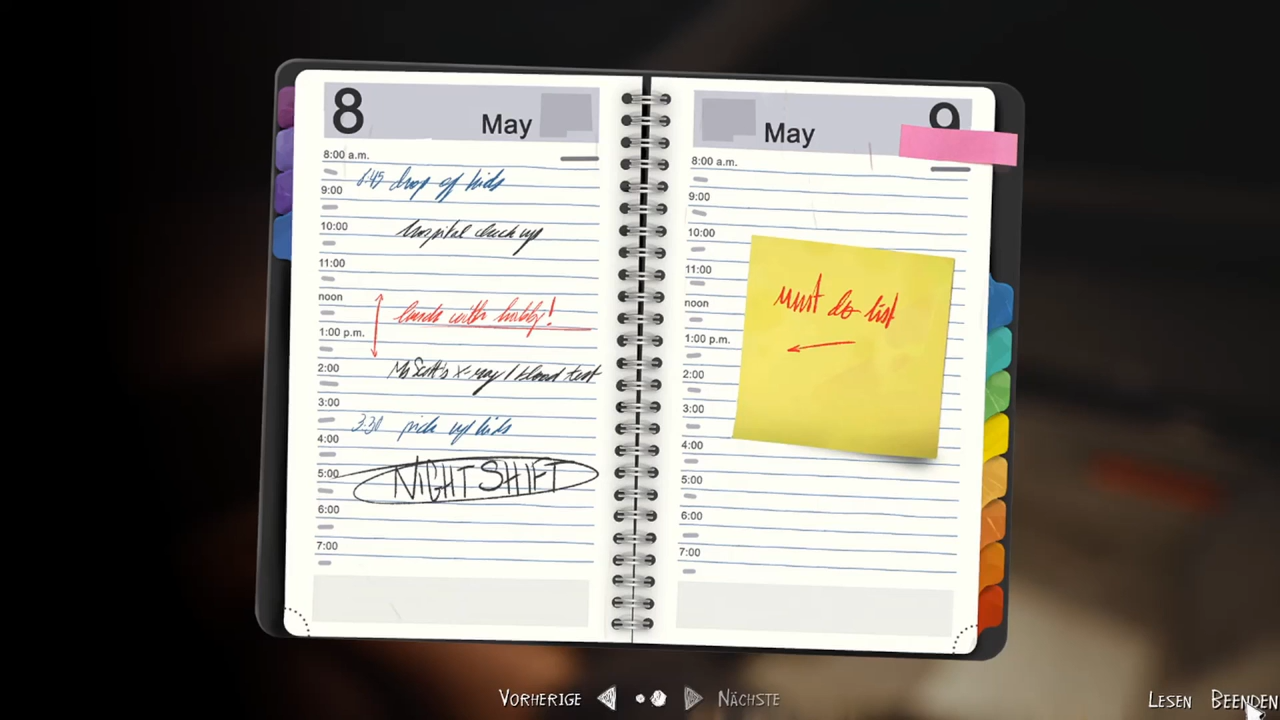 8 May
8:00 a.m.
8:45 drop of kids
9:00
10:00 hospital check up
11:00
noon lunch with hubby!
1:00 p.m.
2:00 Ms Scott's x-ray / blood test
3:00
3:30 pick up kids
4:00
5:00 NIGHT SHIFT
6:00
7:00
May 9
8:00 a.m.
9:00
10:00
11:00
noon
1:00 p.m.
2:00
3:00
4:00
5:00
6:00
7:00
must do list
VORHERIGE NÄCHSTE
LESEN BEENDEN